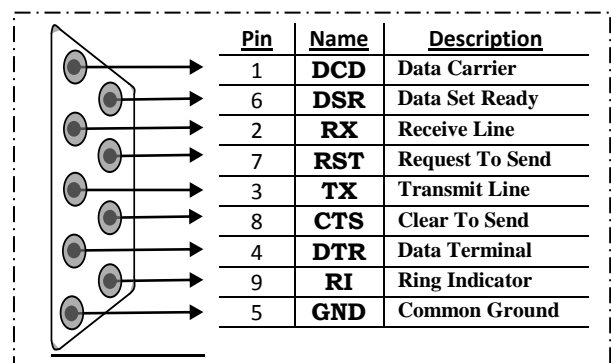 Pin Name Description
1 DCD Data Carrier
6 DSR Data Set Ready
2 RX Receive Line
7 RST Request To Send
3 TX Transmit Line
8 CTS Clear To Send
4 DTR Data Terminal
9 RI Ring Indicator
5 GND Common Ground